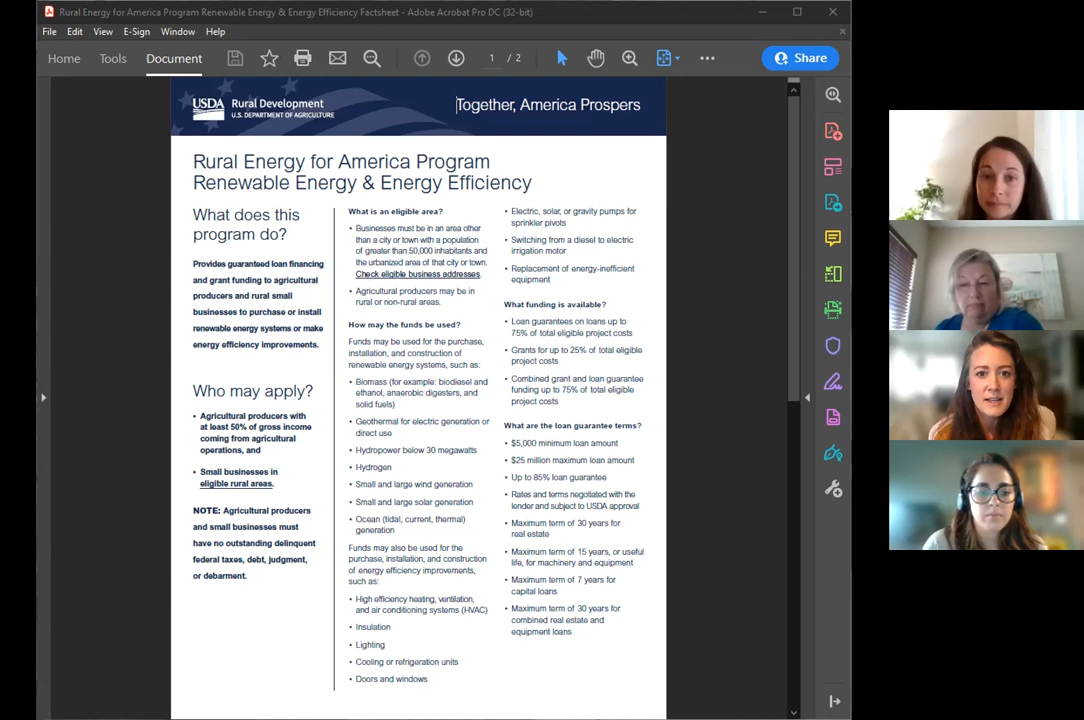 Rural Energy for America Program Renewable Energy & Energy Efficiency Factsheet - Adobe Acrobat Pro DC (32-bit)
File Edit View E-Sign Window Help
Home Tools Document 1 / 2 Share
USDA Rural Development
U.S. DEPARTMENT OF AGRICULTURE
Together, America Prospers
Rural Energy for America Program
Renewable Energy & Energy Efficiency
What does this
program do?
Provides guaranteed loan financing
and grant funding to agricultural
producers and rural small
businesses to purchase or install
renewable energy systems or make
energy efficiency improvements.
Who may apply?
• Agricultural producers with
at least 50% of gross income
coming from agricultural
operations, and
• Small businesses in
eligible rural areas.
NOTE: Agricultural producers
and small businesses must
have no outstanding delinquent
federal taxes, debt, judgment,
or debarment.
What is an eligible area?
• Businesses must be in an area other
than a city or town with a population
of greater than 50,000 inhabitants and
the urbanized area of that city or town.
Check eligible business addresses.
• Agricultural producers may be in
rural or non-rural areas.
How may the funds be used?
Funds may be used for the purchase,
installation, and construction of
renewable energy systems, such as:
• Biomass (for example: biodiesel and
ethanol, anaerobic digesters, and
solid fuels)
• Geothermal for electric generation or
direct use
• Hydropower below 30 megawatts
• Hydrogen
• Small and large wind generation
• Small and large solar generation
• Ocean (tidal, current, thermal)
generation
Funds may also be used for the
purchase, installation, and construction
of energy efficiency improvements,
such as:
• High efficiency heating, ventilation,
and air conditioning systems (HVAC)
• Insulation
• Lighting
• Cooling or refrigeration units
• Doors and windows
• Electric, solar, or gravity pumps for
sprinkler pivots
• Switching from a diesel to electric
irrigation motor
• Replacement of energy-inefficient
equipment
What funding is available?
• Loan guarantees on loans up to
75% of total eligible project costs
• Grants for up to 25% of total eligible
project costs
• Combined grant and loan guarantee
funding up to 75% of total eligible
project costs
What are the loan guarantee terms?
• $5,000 minimum loan amount
• $25 million maximum loan amount
• Up to 85% loan guarantee
• Rates and terms negotiated with the
lender and subject to USDA approval
• Maximum term of 30 years for
real estate
• Maximum term of 15 years, or useful
life, for machinery and equipment
• Maximum term of 7 years for
capital loans
• Maximum term of 30 years for
combined real estate and
equipment loans